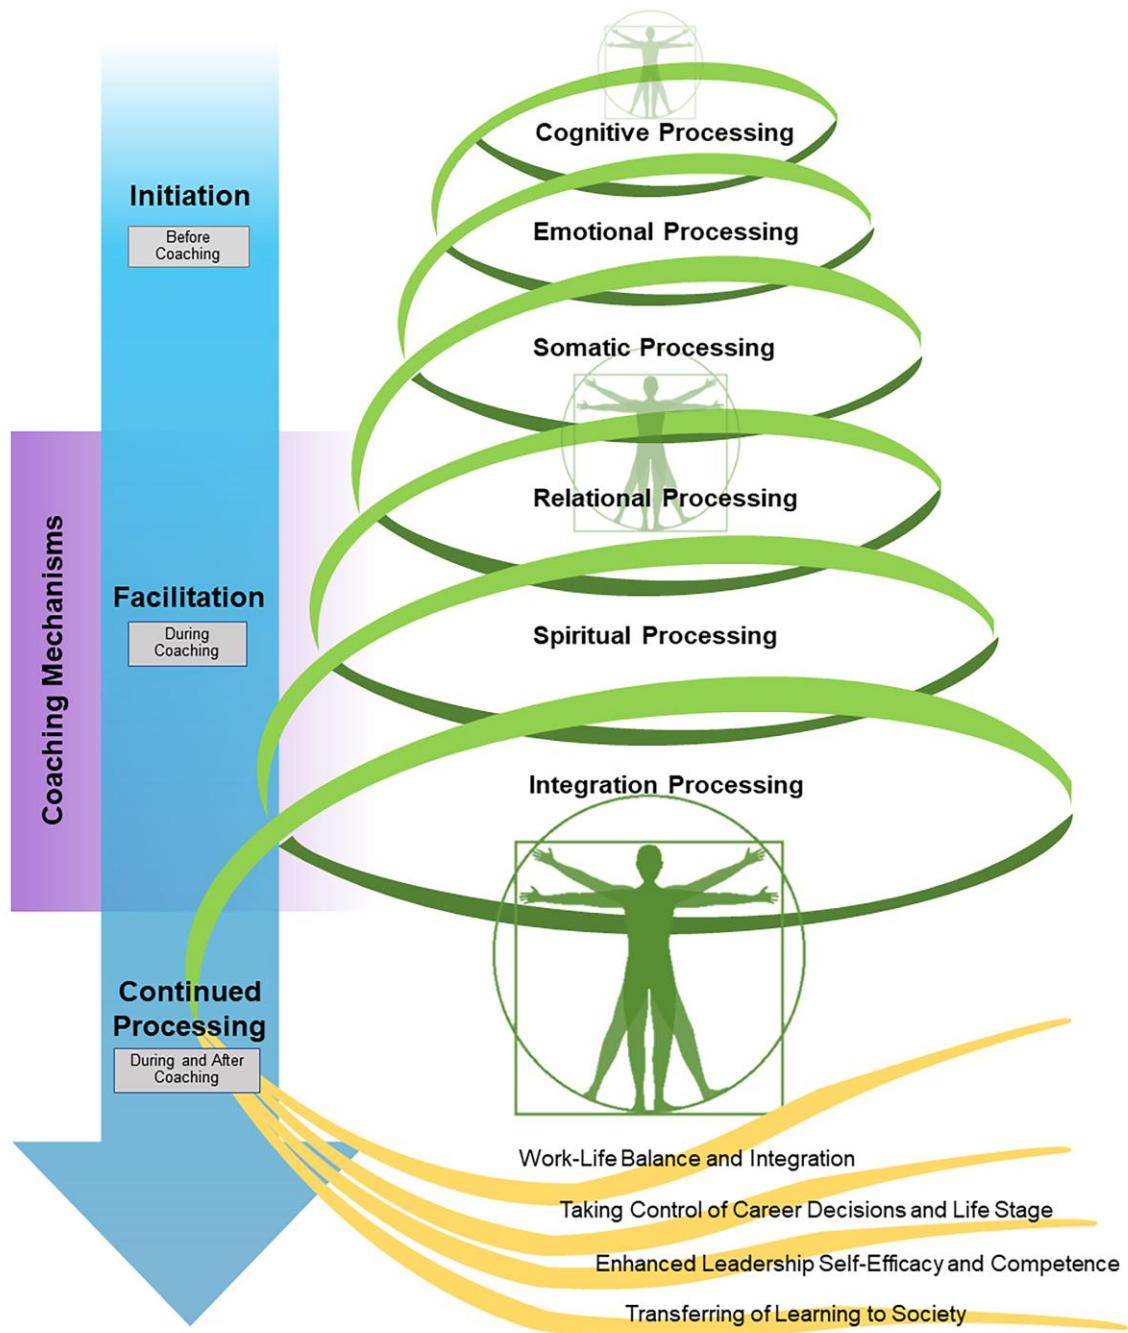 Cognitive Processing
Initiation
Before
Coaching
Emotional Processing
Somatic Processing
Relational Processing
Coaching Mechanisms
Facilitation
During
Coaching
Spiritual Processing
Integration Processing
Continued
Processing
During and After
Coaching
Work-Life Balance and Integration
Taking Control of Career Decisions and Life Stage
Enhanced Leadership Self-Efficacy and Competence
Transferring of Learning to Society